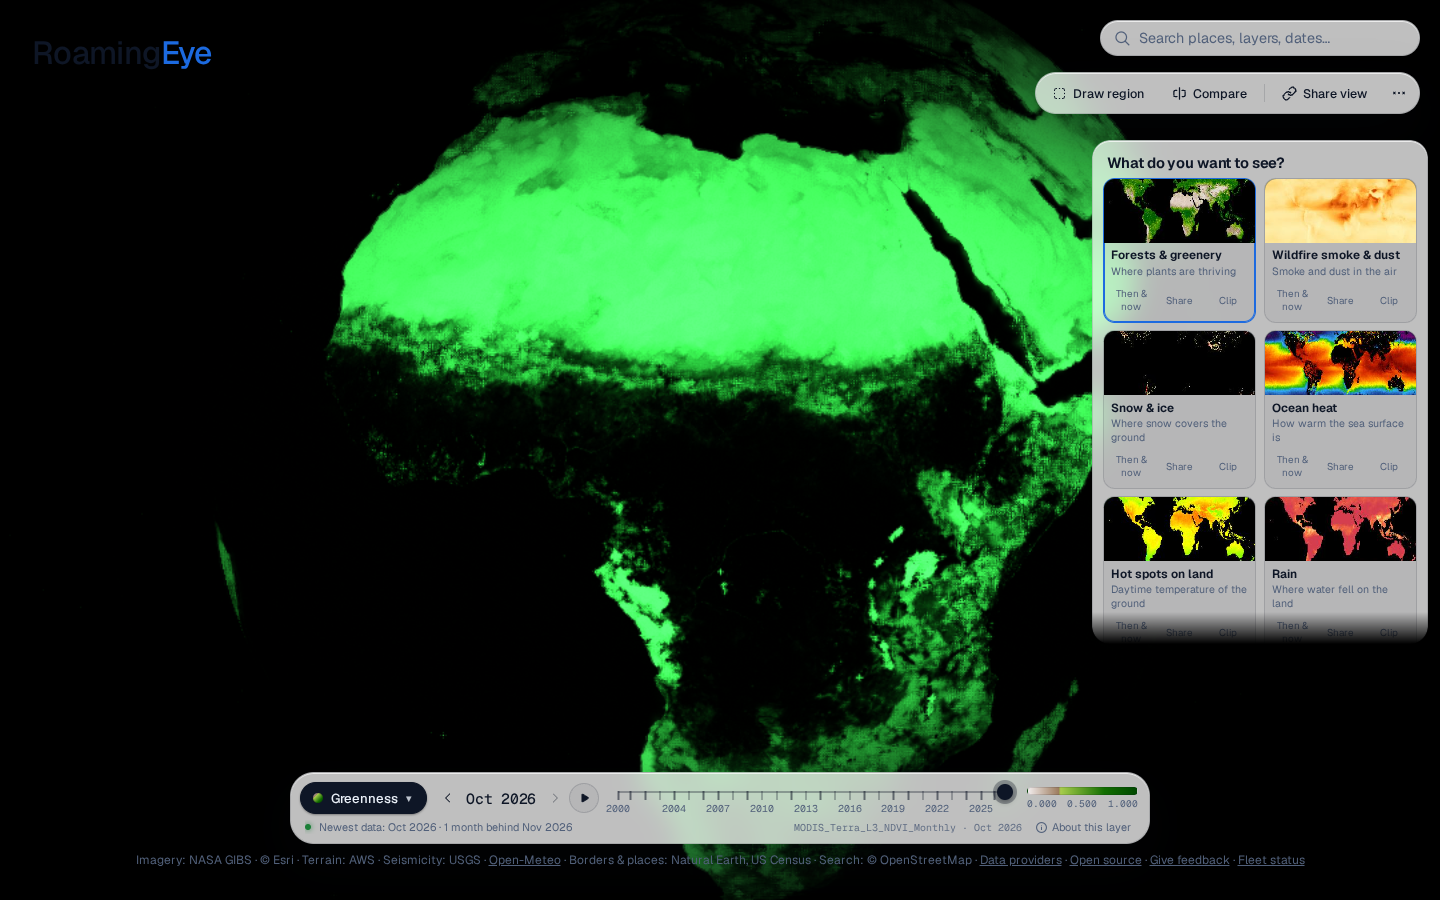 RoamingEye
Search places, layers, dates...
Draw region
Compare
Share view
What do you want to see?
Forests & greenery
Where plants are thriving
Then & now
Share
Clip
Wildfire smoke & dust
Smoke and dust in the air
Then & now
Share
Clip
Snow & ice
Where snow covers the ground
Then & now
Share
Clip
Ocean heat
How warm the sea surface is
Then & now
Share
Clip
Hot spots on land
Daytime temperature of the ground
Then &
Share
Clip
Rain
Where water fell on the land
Then &
Share
Clip
Greenness
Oct 2026
2000 2004 2007 2010 2013 2016 2019 2022 2025
0.000 0.500 1.000
Newest data: Oct 2026 · 1 month behind Nov 2026
MODIS_Terra_L3_NDVI_Monthly · Oct 2026
About this layer
Imagery: NASA GIBS · © Esri · Terrain: AWS · Seismicity: USGS · Open-Meteo · Borders & places: Natural Earth, US Census · Search: © OpenStreetMap · Data providers · Open source · Give feedback · Fleet status